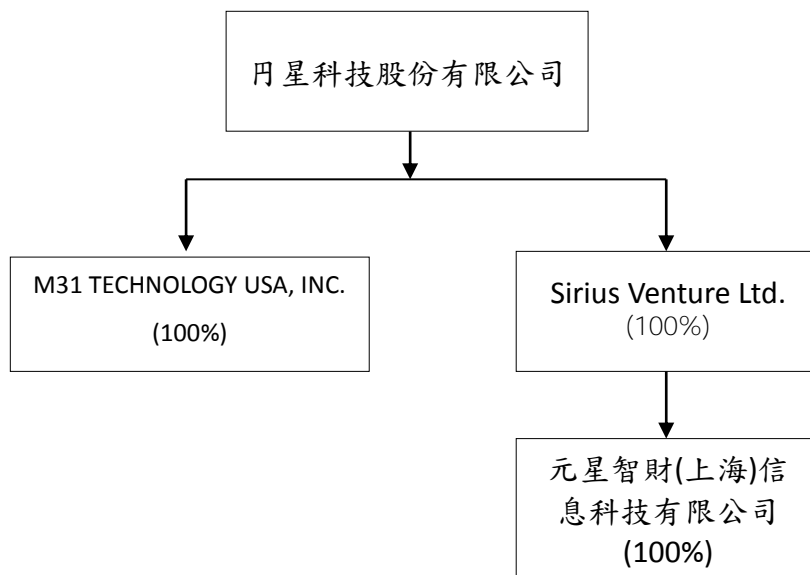 円星科技股份有限公司
M31 TECHNOLOGY USA, INC.
(100%)
Sirius Venture Ltd.
(100%)
元星智財(上海)信
息科技有限公司
(100%)